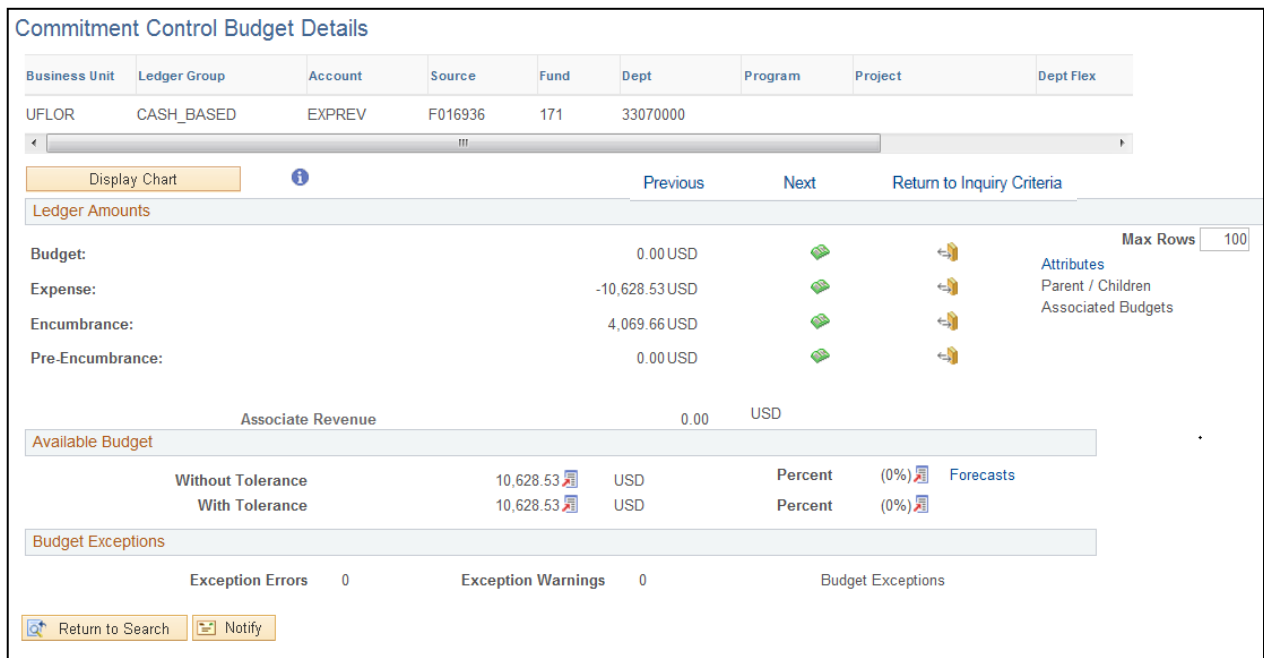 Commitment Control Budget Details
Business Unit Ledger Group Account Source Fund Dept Program Project Dept Flex
UFLOR CASH_BASED EXPREV F016936 171 33070000
Display Chart Previous Next Return to Inquiry Criteria
Ledger Amounts
Max Rows 100
Budget: 0.00 USD
Attributes
Expense: -10,628.53 USD Parent / Children
Associated Budgets
Encumbrance: 4,069.66 USD
Pre-Encumbrance: 0.00 USD
Associate Revenue 0.00 USD
Available Budget
Without Tolerance 10,628.53 USD Percent (0%) Forecasts
With Tolerance 10,628.53 USD Percent (0%)
Budget Exceptions
Exception Errors 0 Exception Warnings 0 Budget Exceptions
Return to Search Notify